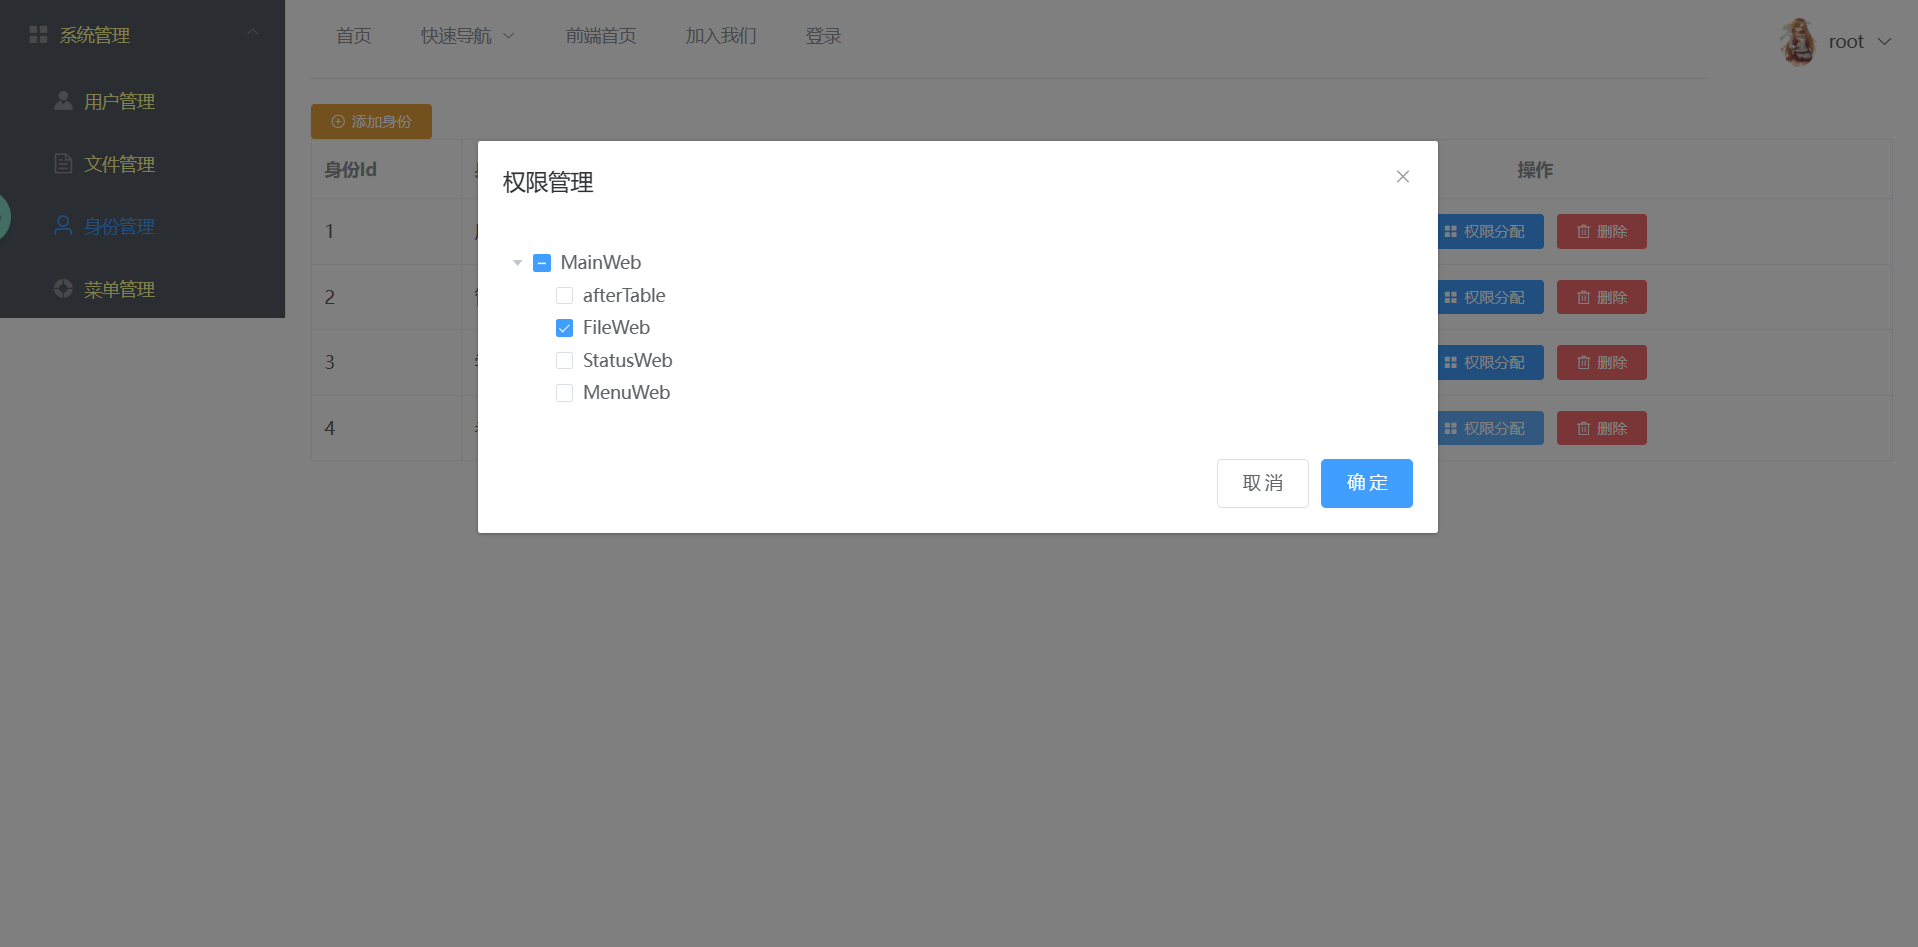 系统管理
首页 快速导航 前端首页 加入我们 登录
root
用户管理
文件管理
身份管理
菜单管理
添加身份
身份Id
操作
1
权限分配 删除
2
权限分配 删除
3
权限分配 删除
4
权限分配 删除
权限管理
MainWeb
afterTable
FileWeb
StatusWeb
MenuWeb
取消 确定